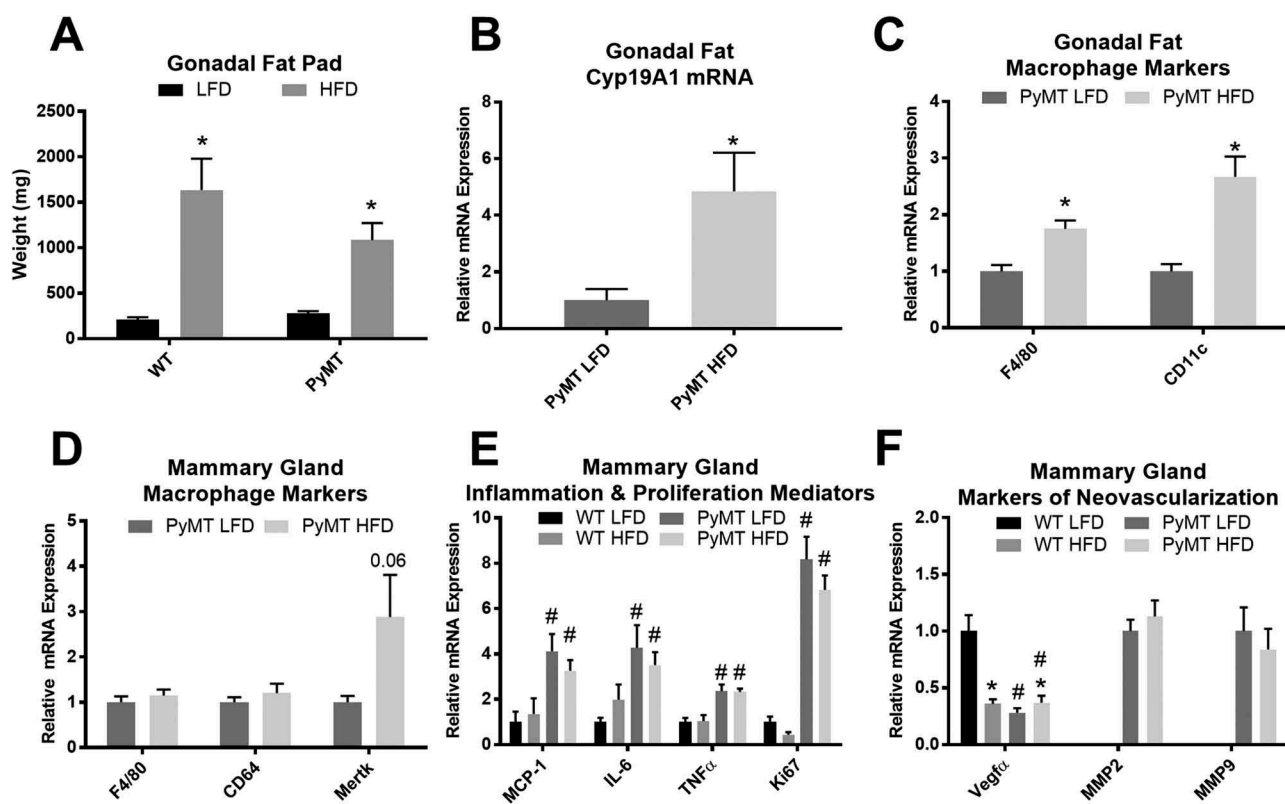 A
Gonadal Fat Pad
LFD HFD
Weight (mg)
2500
2000
1500
1000
500
0
*
*
WT PyMT
B
Gonadal Fat
Cyp19A1 mRNA
Relative mRNA Expression
8
6
4
2
0
*
PyMT LFD PyMT HFD
C
Gonadal Fat
Macrophage Markers
PyMT LFD PyMT HFD
Relative mRNA Expression
4
3
2
1
0
*
*
F4/80 CD11c
D
Mammary Gland
Macrophage Markers
PyMT LFD PyMT HFD
Relative mRNA Expression
5
4
3
2
1
0
0.06
F4/80 CD64 Mertk
E
Mammary Gland
Inflammation & Proliferation Mediators
WT LFD PyMT LFD
WT HFD PyMT HFD
Relative mRNA Expression
10
8
6
4
2
0
# # # # # # # #
MCP-1 IL-6 TNFα Ki67
F
Mammary Gland
Markers of Neovascularization
WT LFD PyMT LFD
WT HFD PyMT HFD
Relative mRNA Expression
2.0
1.5
1.0
0.5
0.0
#
* # *
Vegfα MMP2 MMP9